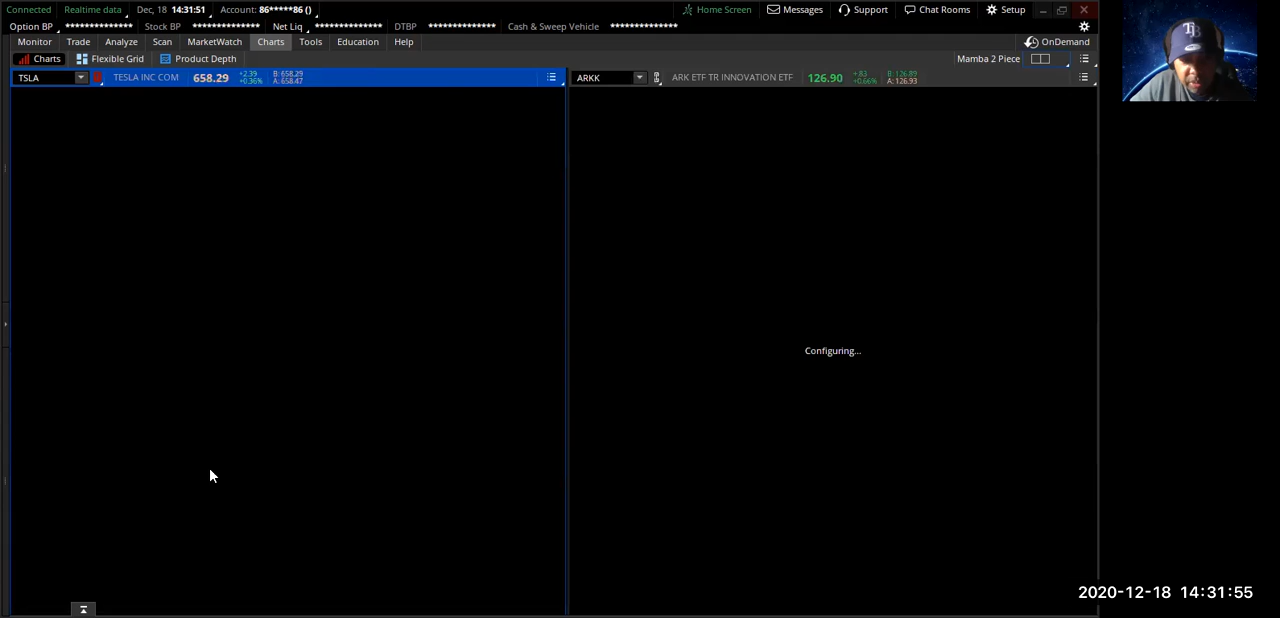 Connected Realtime data Dec, 18 14:31:51 Account: 86*****86 () Home Screen Messages Support Chat Rooms Setup
Option BP ************** Stock BP ************** Net Liq ************** DTBP ************** Cash & Sweep Vehicle **************
Monitor Trade Analyze Scan MarketWatch Charts Tools Education Help OnDemand
Charts Flexible Grid Product Depth Mamba 2 Piece
TSLA TESLA INC COM 658.29 +2.39 +0.36% B: 658.29 A: 658.47 ARKK ARK ETF TR INNOVATION ETF 126.90 +.83 +0.66% B: 126.89 A: 126.93
Configuring...
TB
2020-12-18 14:31:55